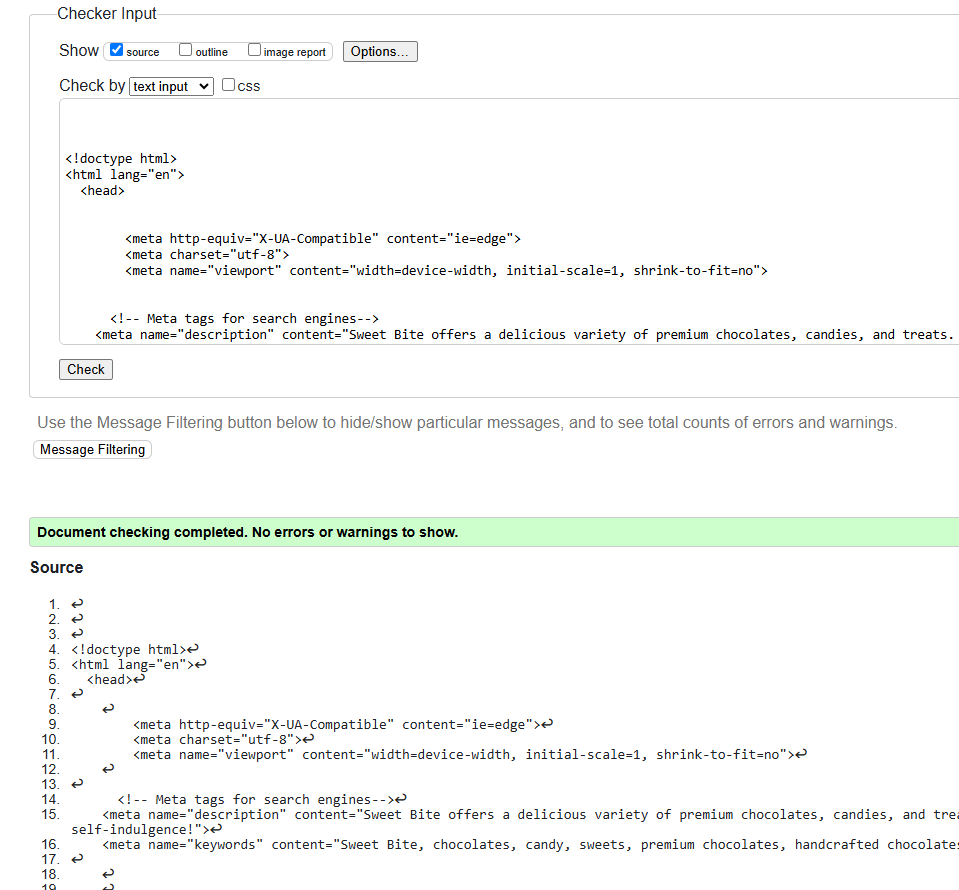 Checker Input
Show source outline image report Options...
Check by text input css
<!doctype html>
<html lang="en">
<head>
<meta http-equiv="X-UA-Compatible" content="ie=edge">
<meta charset="utf-8">
<meta name="viewport" content="width=device-width, initial-scale=1, shrink-to-fit=no">
<!-- Meta tags for search engines-->
<meta name="description" content="Sweet Bite offers a delicious variety of premium chocolates, candies, and treats.
Check
Use the Message Filtering button below to hide/show particular messages, and to see total counts of errors and warnings.
Message Filtering
Document checking completed. No errors or warnings to show.
Source
1. ↩
2. ↩
3. ↩
4. <!doctype html>↩
5. <html lang="en">↩
6. <head>↩
7. ↩
8. ↩
9. <meta http-equiv="X-UA-Compatible" content="ie=edge">↩
10. <meta charset="utf-8">↩
11. <meta name="viewport" content="width=device-width, initial-scale=1, shrink-to-fit=no">↩
12. ↩
13. ↩
14. <!-- Meta tags for search engines-->↩
15. <meta name="description" content="Sweet Bite offers a delicious variety of premium chocolates, candies, and trea
self-indulgence!">↩
16. <meta name="keywords" content="Sweet Bite, chocolates, candy, sweets, premium chocolates, handcrafted chocolates
17. ↩
18. ↩
19. ↩